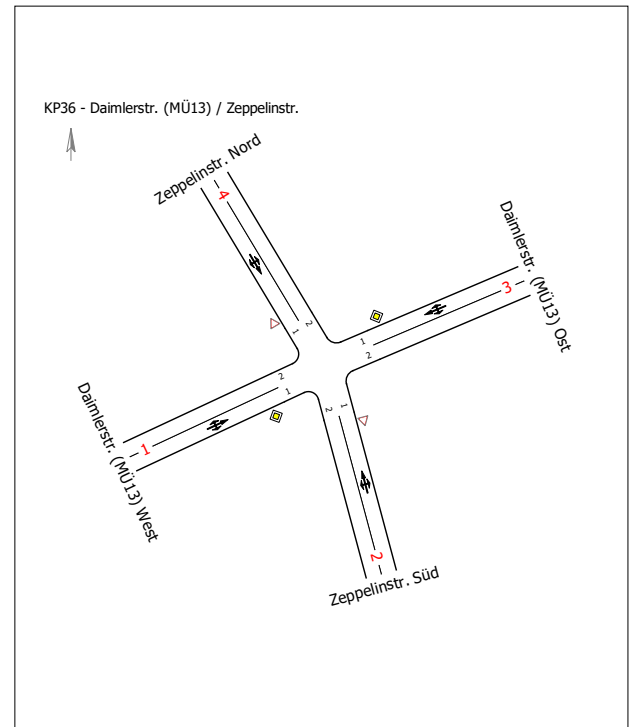 KP36 - Daimlerstr. (MÜ13) / Zeppelinstr.
Zeppelinstr. Nord
4
Daimlerstr. (MÜ13) Ost
3
1
2
1
2
2
1
2
1
Daimlerstr. (MÜ13) West
1
2
Zeppelinstr. Süd